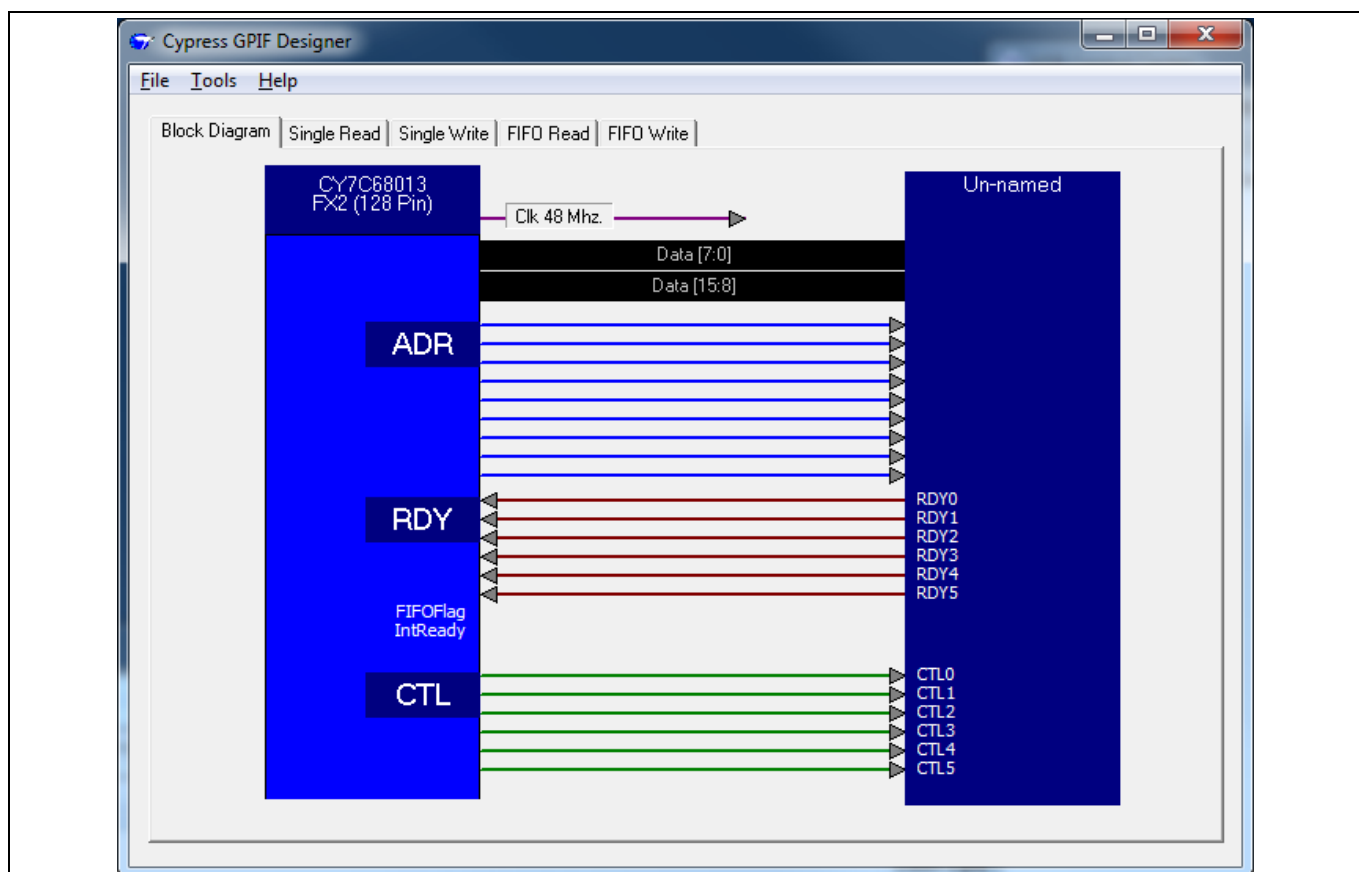 Cypress GPIF Designer
File Tools Help
Block Diagram Single Read Single Write FIFO Read FIFO Write
CY7C68013
FX2 (128 Pin)
Un-named
Clk 48 Mhz.
Data [7:0]
Data [15:8]
ADR
RDY
RDY0
RDY1
RDY2
RDY3
RDY4
RDY5
FIFOFlag
IntReady
CTL
CTL0
CTL1
CTL2
CTL3
CTL4
CTL5